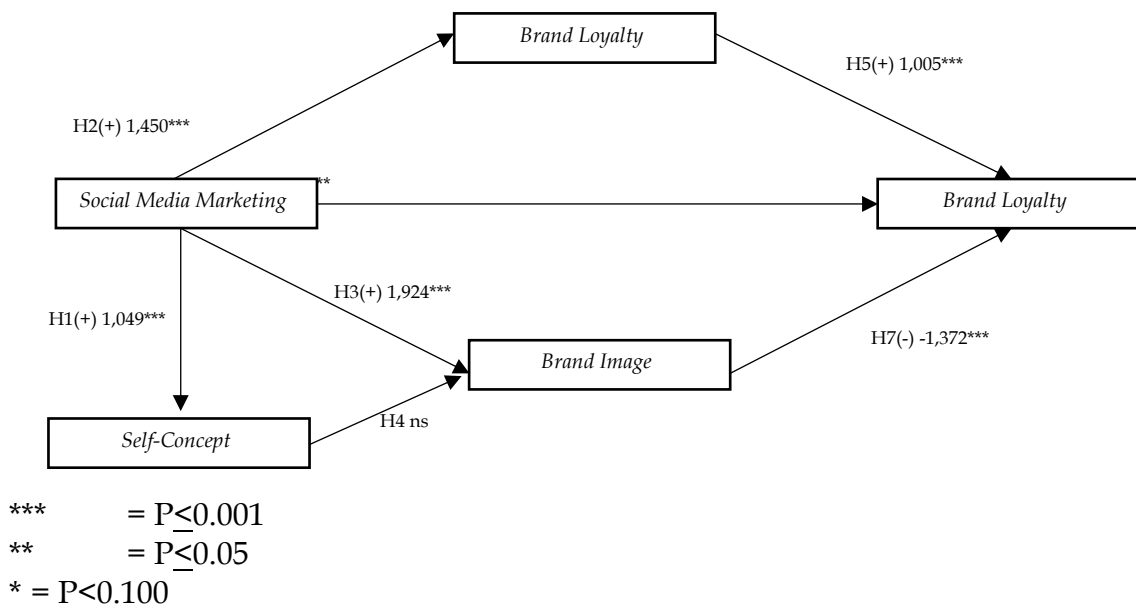 Brand Loyalty
H5(+) 1,005***
H2(+) 1,450***
Social Media Marketing
**
Brand Loyalty
H3(+) 1,924***
H1(+) 1,049***
H7(-) -1,372***
Brand Image
H4 ns
Self-Concept
*** = P≤0.001
** = P≤0.05
* = P<0.100